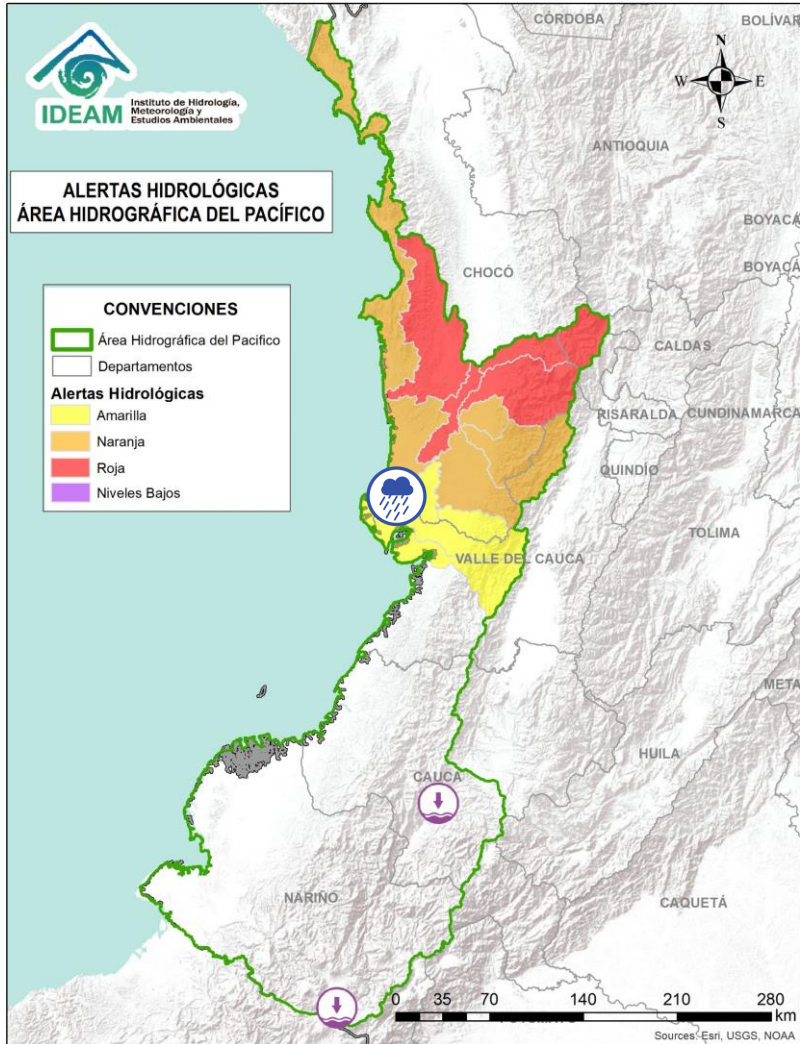 CÓRDOBA
BOLÍVAR
IDEAM
Instituto de Hidrología,
Meteorología y
Estudios Ambientales
N
W
E
S
ANTIOQUIA
ALERTAS HIDROLÓGICAS
ÁREA HIDROGRÁFICA DEL PACÍFICO
BOYACÁ
BOYACÁ
CHOCÓ
CONVENCIONES
Área Hidrográfica del Pacífico
Departamentos
Alertas Hidrológicas
Amarilla
Naranja
Roja
Niveles Bajos
CALDAS
RISARALDA
CUNDINAMARCA
QUINDÍO
TOLIMA
VALLE DEL CAUCA
META
HUILA
CAUCA
NARIÑO
CAQUETÁ
0 35 70 140 210 280
km
Sources: Esri, USGS, NOAA